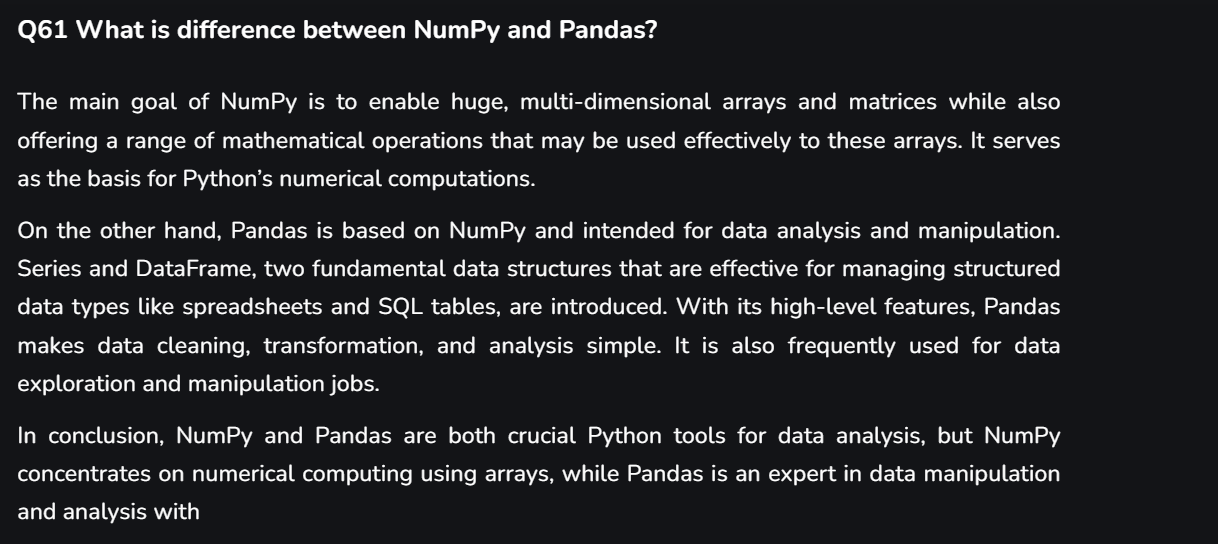 Q61 What is difference between NumPy and Pandas?
The main goal of NumPy is to enable huge, multi-dimensional arrays and matrices while also
offering a range of mathematical operations that may be used effectively to these arrays. It serves
as the basis for Python’s numerical computations.
On the other hand, Pandas is based on NumPy and intended for data analysis and manipulation.
Series and DataFrame, two fundamental data structures that are effective for managing structured
data types like spreadsheets and SQL tables, are introduced. With its high-level features, Pandas
makes data cleaning, transformation, and analysis simple. It is also frequently used for data
exploration and manipulation jobs.
In conclusion, NumPy and Pandas are both crucial Python tools for data analysis, but NumPy
concentrates on numerical computing using arrays, while Pandas is an expert in data manipulation
and analysis with